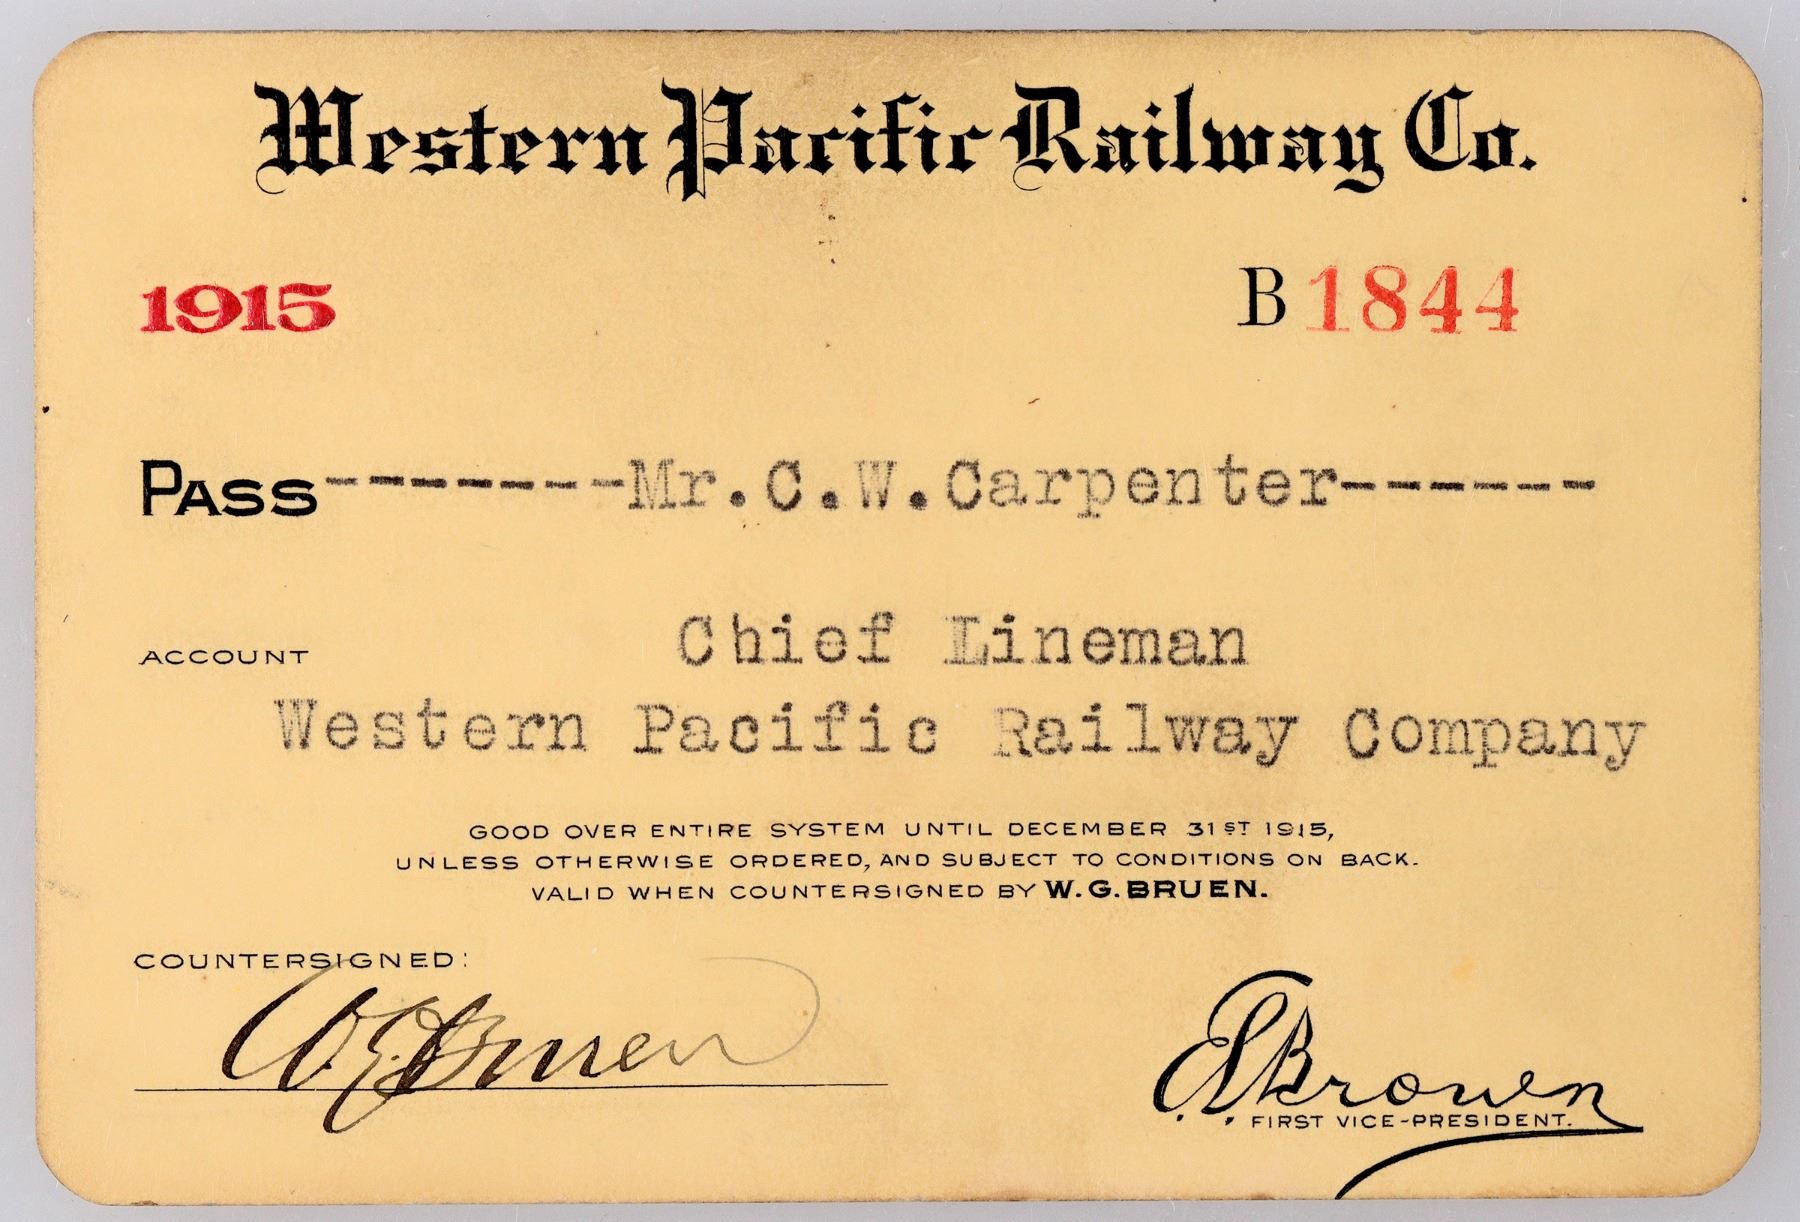 Western Pacific Railway Co.
1915 B 1844
PASS--------Mr.C.W.Carpenter------
ACCOUNT Chief Lineman
Western Pacific Railway Company
GOOD OVER ENTIRE SYSTEM UNTIL DECEMBER 31ST 1915,
UNLESS OTHERWISE ORDERED, AND SUBJECT TO CONDITIONS ON BACK.
VALID WHEN COUNTERSIGNED BY W.G.BRUEN.
COUNTERSIGNED:
W.G.Bruen
E.L.Brown
FIRST VICE-PRESIDENT.